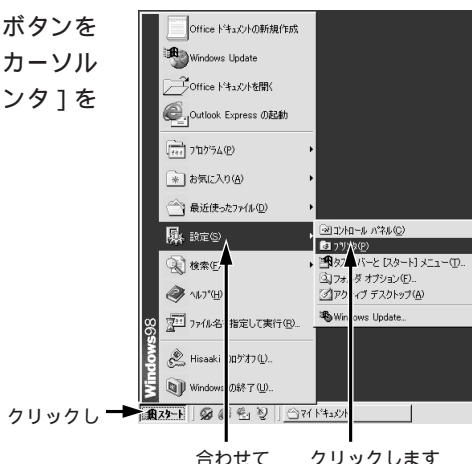 ボタンを
カーソル
ンタ］を
Office ﾄﾞｷｭﾒﾝﾄの新規作成
Windows Update
Office ﾄﾞｷｭﾒﾝﾄを開く
Outlook Express の起動
ﾌﾟﾛｸﾞﾗﾑ(P)
お気に入り(A)
最近使ったﾌｧｲﾙ(D)
設定(S)
検索(F)
ﾍﾙﾌﾟ(H)
ﾌｧｲﾙ名を指定して実行(R)...
Hisaaki のﾛｸﾞｵﾌ(L)...
Windows の終了(U)...
Windows98
ｺﾝﾄﾛｰﾙ ﾊﾟﾈﾙ(C)
ﾌﾟﾘﾝﾀ(P)
ﾀｽｸ ﾊﾞｰと [ｽﾀｰﾄ] ﾒﾆｭｰ(T)...
ﾌｫﾙﾀﾞ ｵﾌﾟｼｮﾝ(F)...
ｱｸﾃｨﾌﾞ ﾃﾞｽｸﾄｯﾌﾟ(A)
Windows Update...
クリックし
ｽﾀｰﾄ
ﾏｲ ﾄﾞｷｭﾒﾝﾄ
合わせて
クリックします